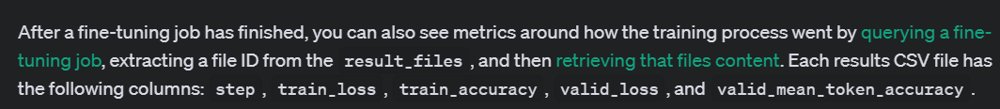 After a fine-tuning job has finished, you can also see metrics around how the training process went by querying a fine-
tuning job, extracting a file ID from the result_files , and then retrieving that files content. Each results CSV file has
the following columns: step , train_loss , train_accuracy , valid_loss , and valid_mean_token_accuracy .